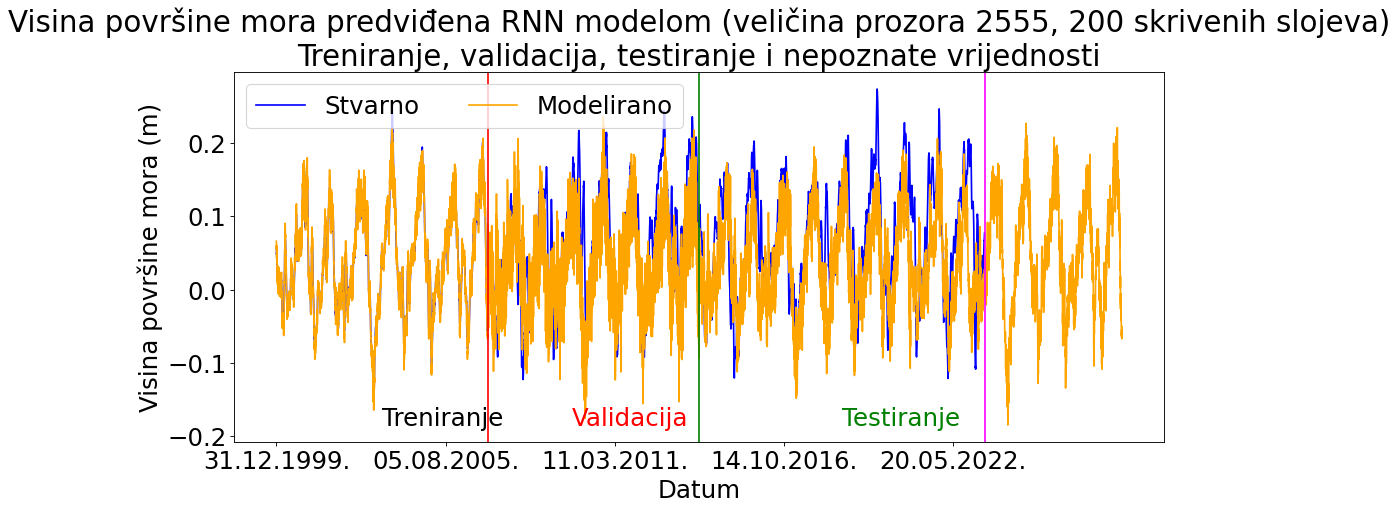 Visina površine mora predviđena RNN modelom (veličina prozora 2555, 200 skrivenih slojeva)
Treniranje, validacija, testiranje i nepoznate vrijednosti
Stvarno Modelirano
Visina površine mora (m)
0.2
0.1
0.0
−0.1
−0.2
Treniranje Validacija Testiranje
31.12.1999. 05.08.2005. 11.03.2011. 14.10.2016. 20.05.2022.
Datum